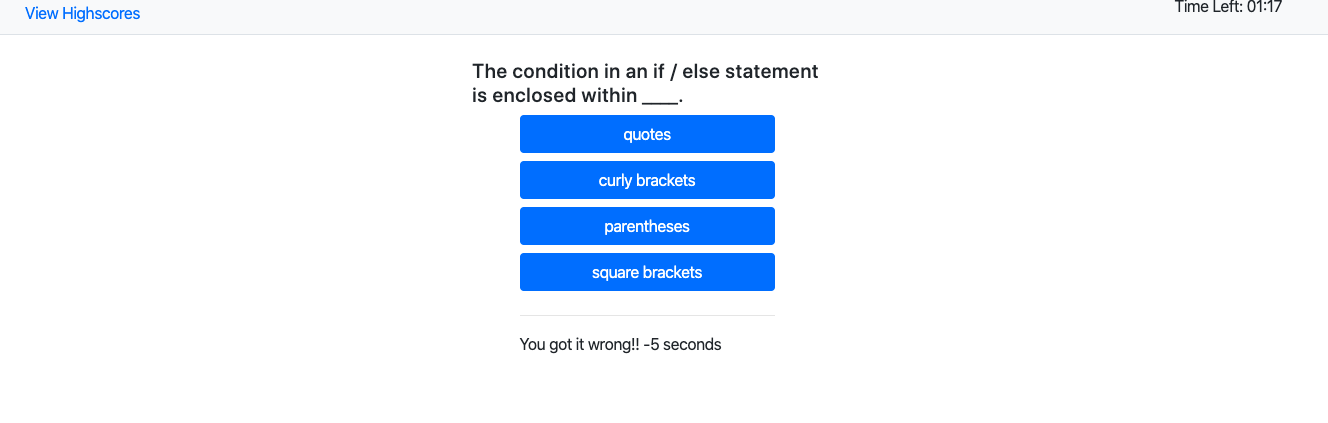 View Highscores
Time Left: 01:17
The condition in an if / else statement
is enclosed within ____.
quotes
curly brackets
parentheses
square brackets
You got it wrong!! -5 seconds